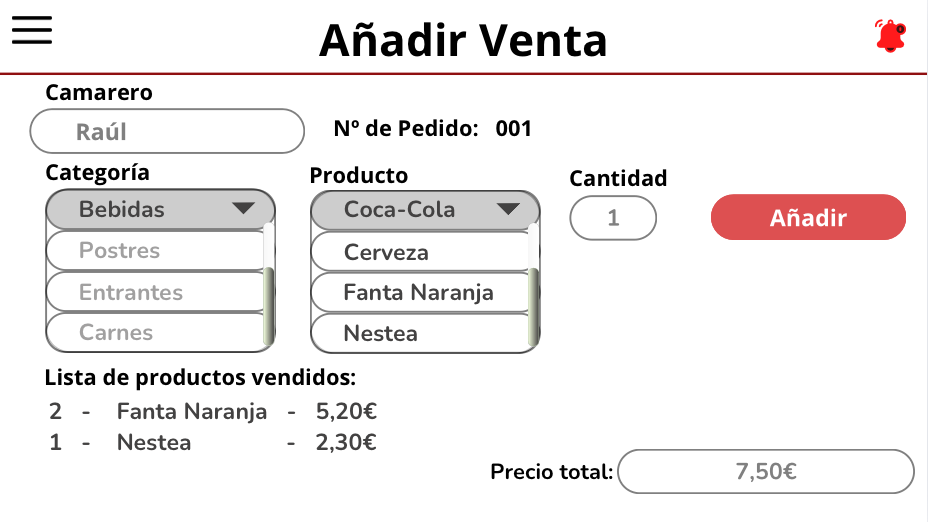 Añadir Venta
Camarero
Raúl
Nº de Pedido: 001
Categoría
Producto
Cantidad
Bebidas
Coca-Cola
1
Añadir
Postres
Cerveza
Entrantes
Fanta Naranja
Carnes
Nestea
Lista de productos vendidos:
2 - Fanta Naranja - 5,20€
1 - Nestea - 2,30€
Precio total: 7,50€